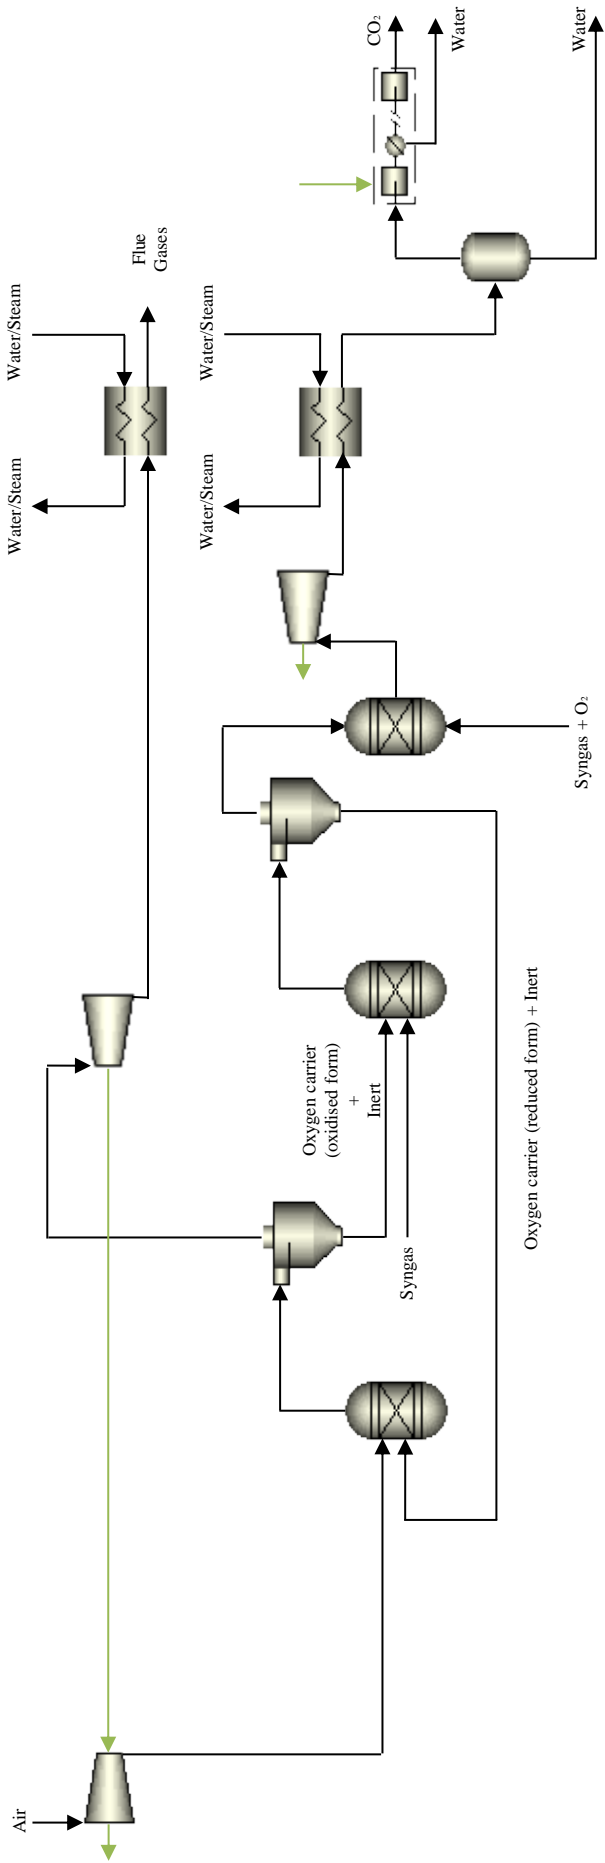 CO₂
Water
Water
Flue
Gases
Water/Steam
Water/Steam
Water/Steam
Water/Steam
Syngas + O₂
Oxygen carrier
(oxidised form)
+
Inert
Syngas
Oxygen carrier (reduced form) + Inert
Air